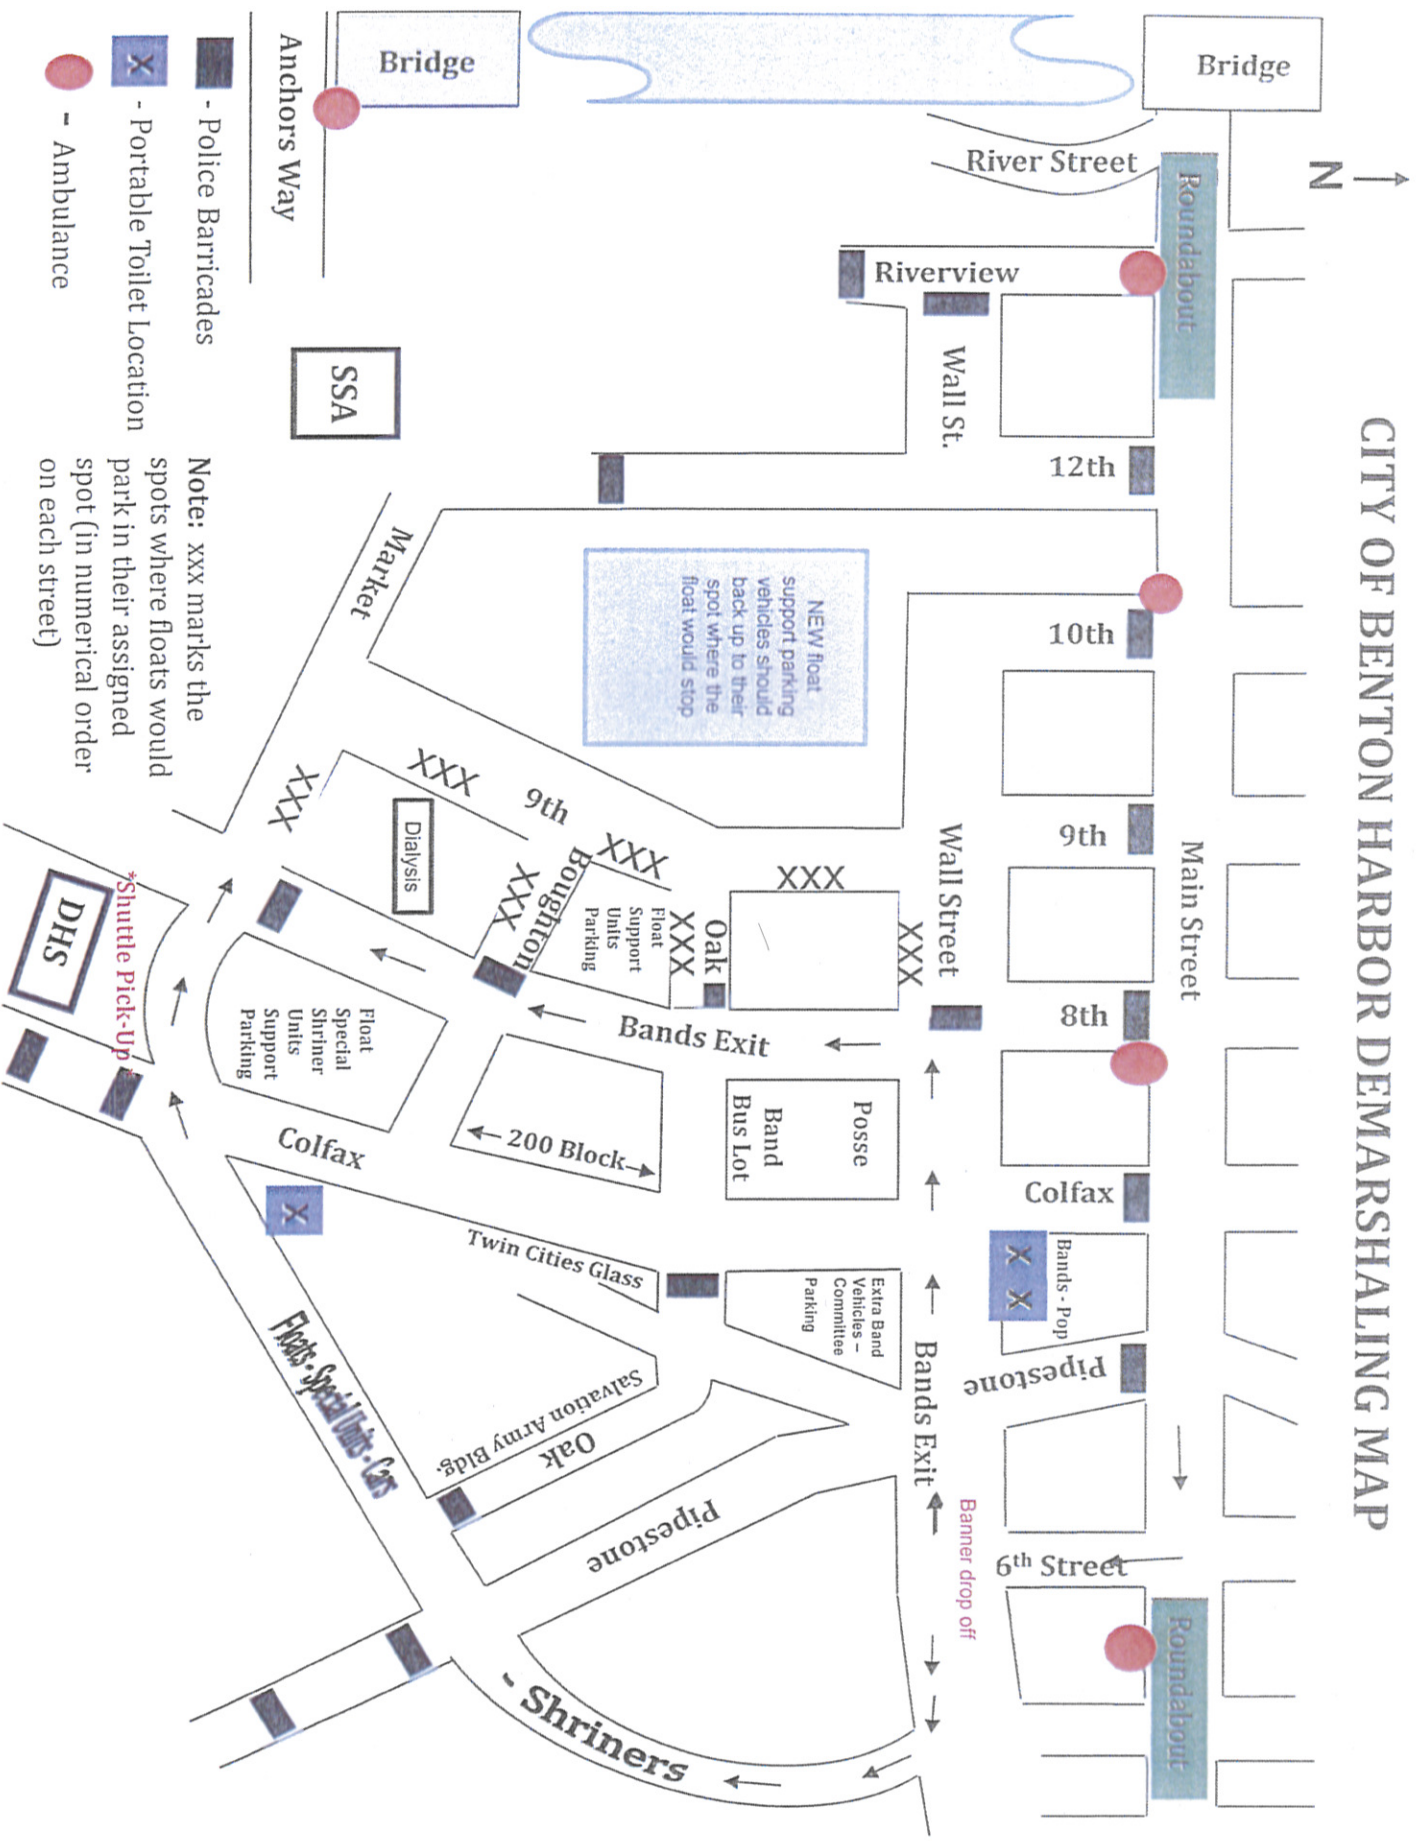 CITY OF BENTON HARBOR DEMARSHALING MAP
N
Bridge
Bridge
River Street
Roundabout
Riverview
Wall St.
12th
10th
9th
8th
Main Street
Colfax
Bands - Pop
X X
Pipestone
6th Street
Roundabout
Wall Street
Banner drop off
Bands Exit
NEW float
support parking
vehicles should
back up to their
spot where the
float would stop
XXX
XXX
Oak
XXX
Float
Support
Units
Parking
XXX
Boughton
XXX
9th
XXX
Dialysis
XXX
Market
Bands Exit
Posse
Band
Bus Lot
Extra Band
Vehicles –
Committee
Parking
200 Block
Twin Cities Glass
Salvation Army Bldg.
Oak
Pipestone
Float
Special
Shriner
Units
Support
Parking
Colfax
X
Floats - Special Units - Cars
- Shriners
SSA
Anchors Way
DHS
*Shuttle Pick-Up *
- Police Barricades
X - Portable Toilet Location
- Ambulance
Note: xxx marks the
spots where floats would
park in their assigned
spot (in numerical order
on each street)